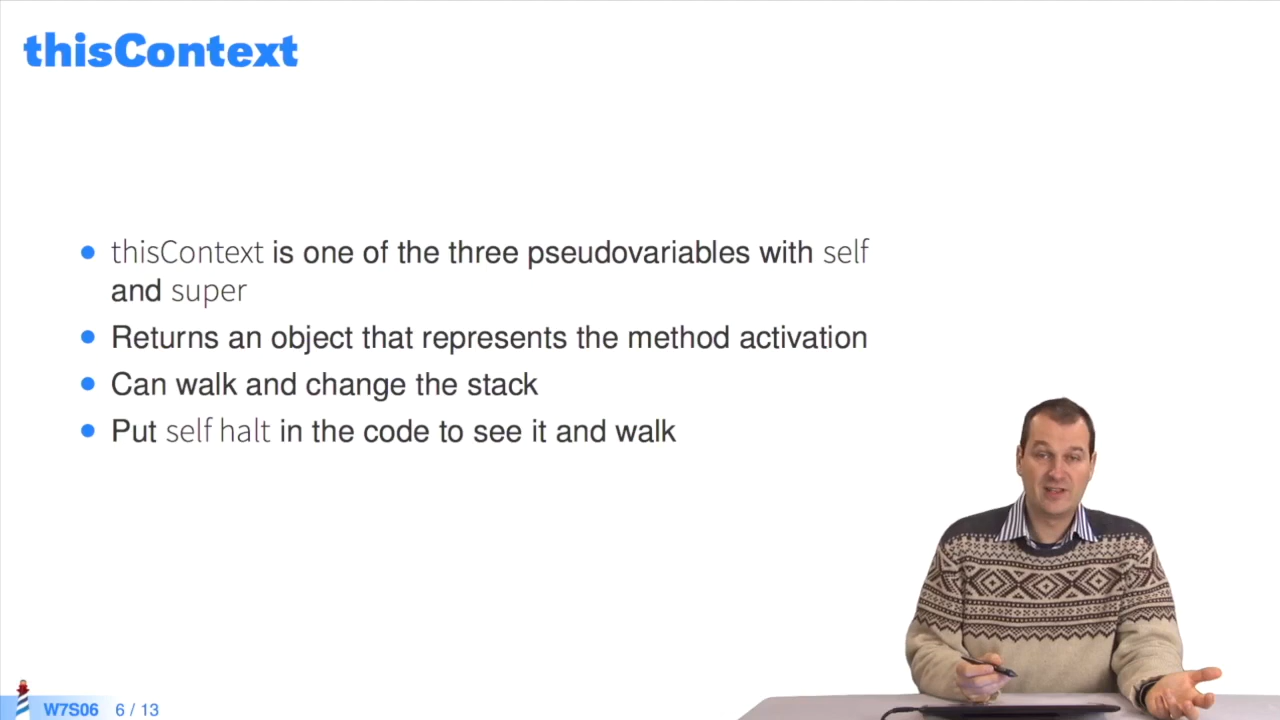 thisContext
thisContext is one of the three pseudovariables with self
and super
Returns an object that represents the method activation
Can walk and change the stack
Put self halt in the code to see it and walk
W7S06 6 / 13